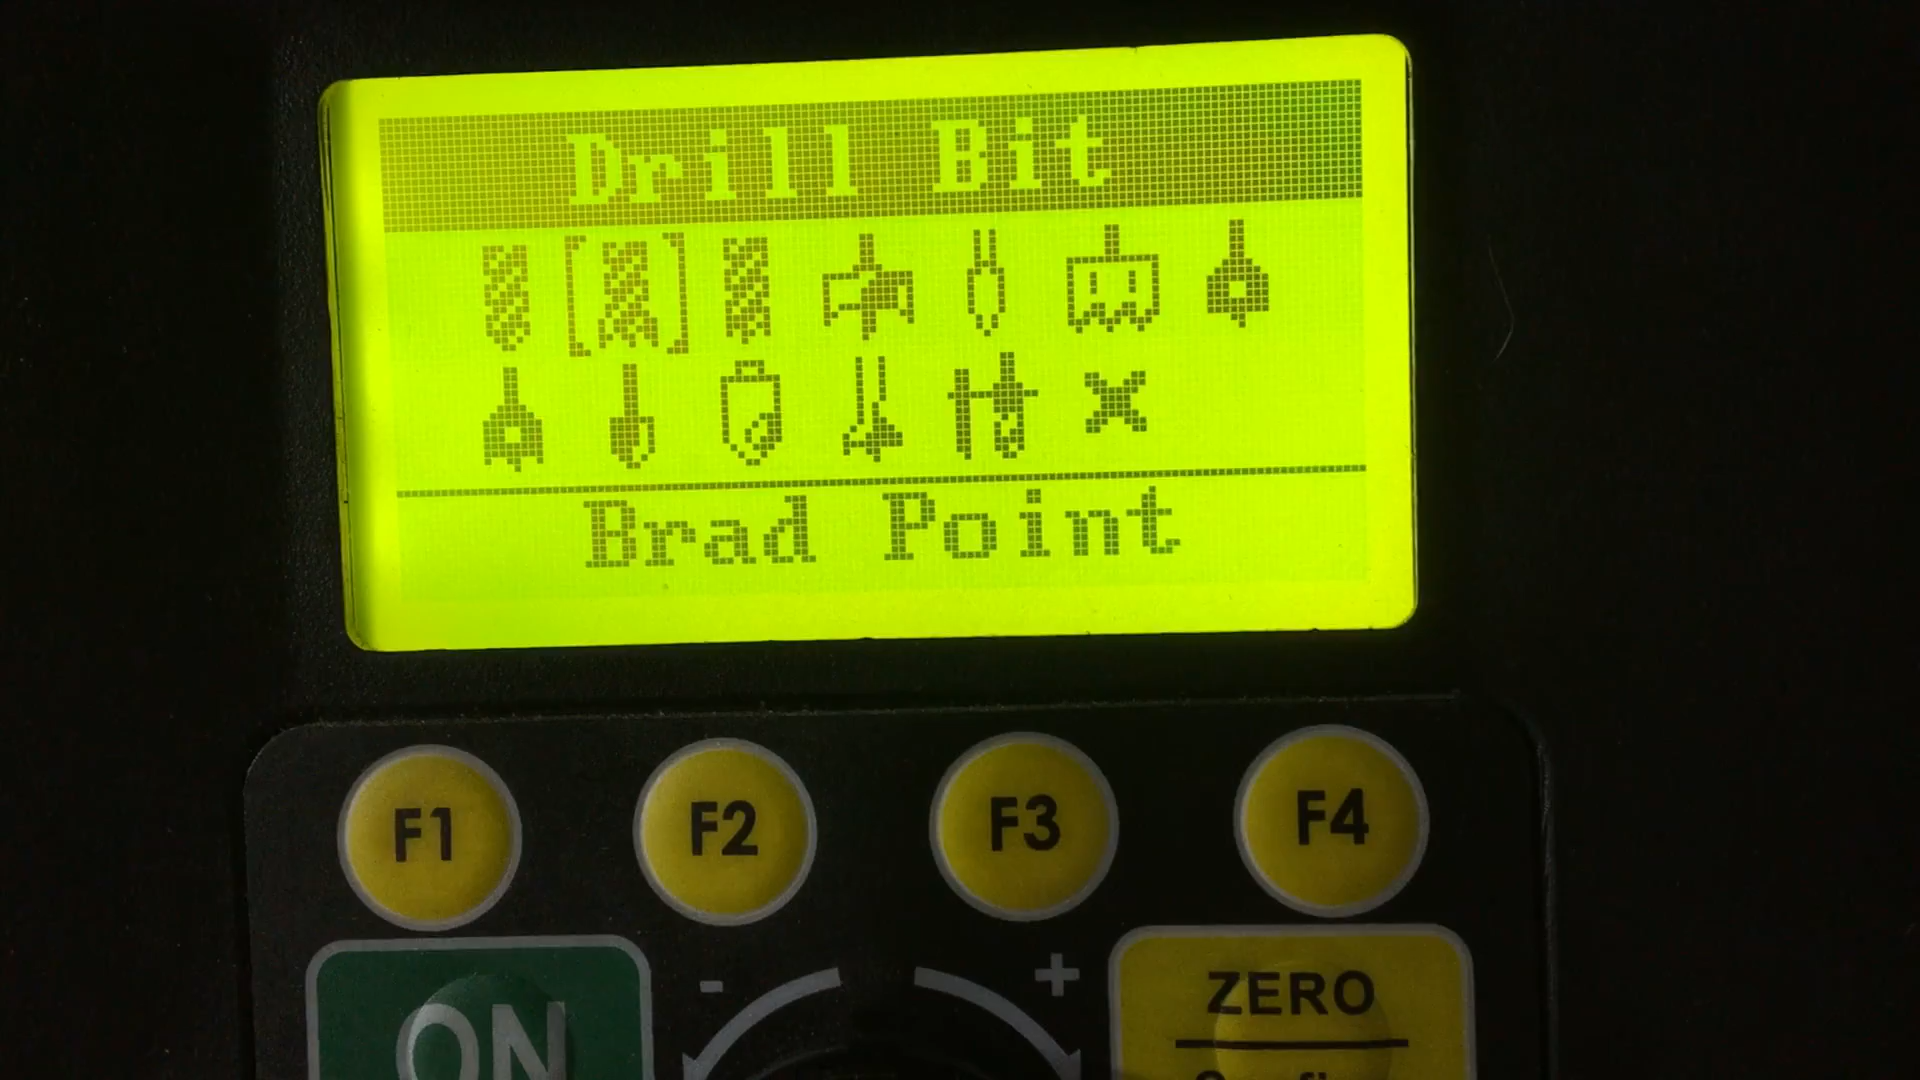 Drill Bit
Brad Point
F1 F2 F3 F4
ON
- +
ZERO